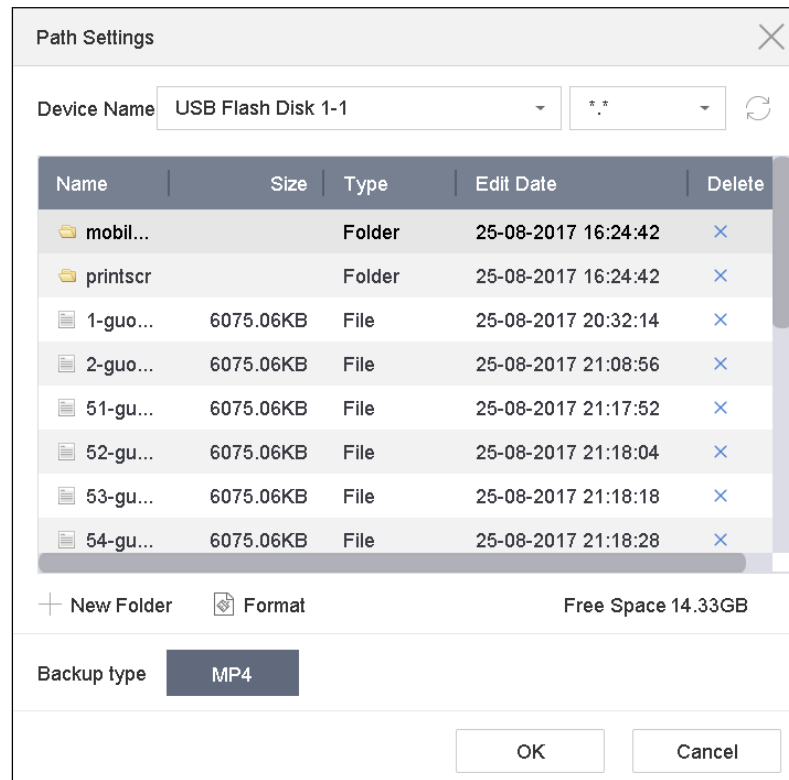 Path Settings
Device Name USB Flash Disk 1-1 *.*
Name Size Type Edit Date Delete
mobil... Folder 25-08-2017 16:24:42
printscr Folder 25-08-2017 16:24:42
1-guo... 6075.06KB File 25-08-2017 20:32:14
2-guo... 6075.06KB File 25-08-2017 21:08:56
51-gu... 6075.06KB File 25-08-2017 21:17:52
52-gu... 6075.06KB File 25-08-2017 21:18:04
53-gu... 6075.06KB File 25-08-2017 21:18:18
54-gu... 6075.06KB File 25-08-2017 21:18:28
New Folder Format Free Space 14.33GB
Backup type MP4
OK Cancel